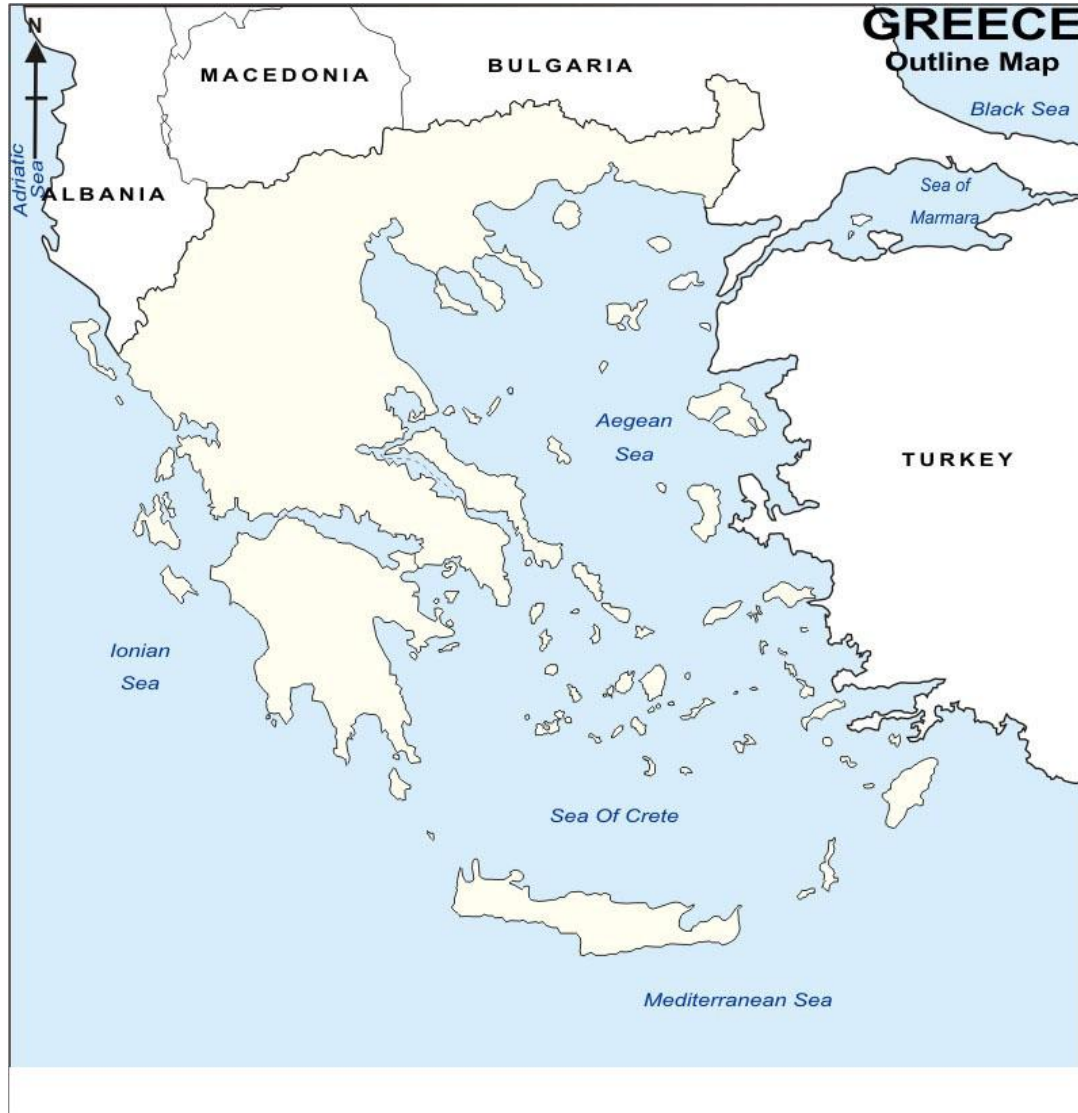 GREECE
Outline Map
N
MACEDONIA
BULGARIA
Black Sea
Adriatic
Sea
ALBANIA
Sea of
Marmara
Aegean
Sea
TURKEY
Ionian
Sea
Sea Of Crete
Mediterranean Sea